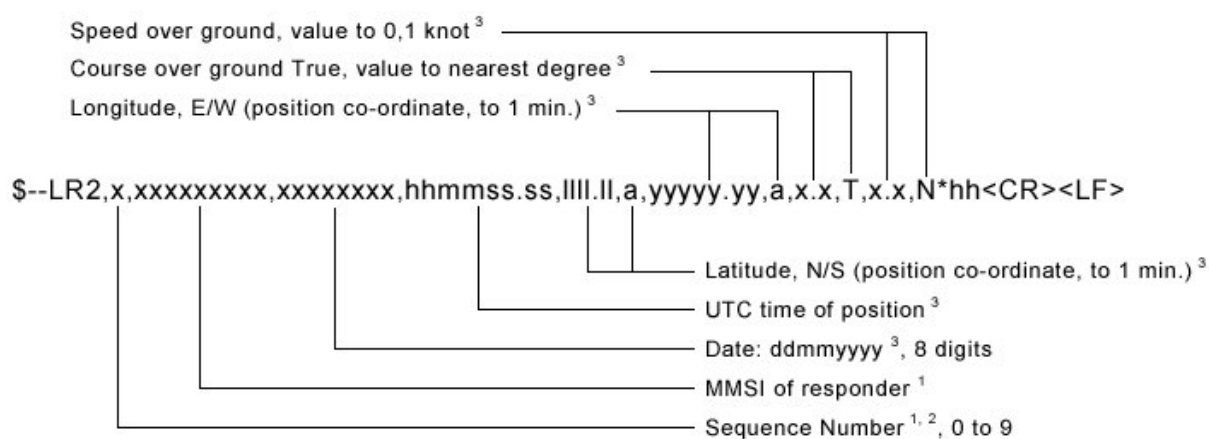 Speed over ground, value to 0,1 knot ³
Course over ground True, value to nearest degree ³
Longitude, E/W (position co-ordinate, to 1 min.) ³
$--LR2,x,xxxxxxxxx,xxxxxxxx,hhmmss.ss,llll.ll,a,yyyyy.yy,a,x.x,T,x.x,N*hh<CR><LF>
Latitude, N/S (position co-ordinate, to 1 min.) ³
UTC time of position ³
Date: ddmmyyyy ³, 8 digits
MMSI of responder ¹
Sequence Number ¹, ², 0 to 9